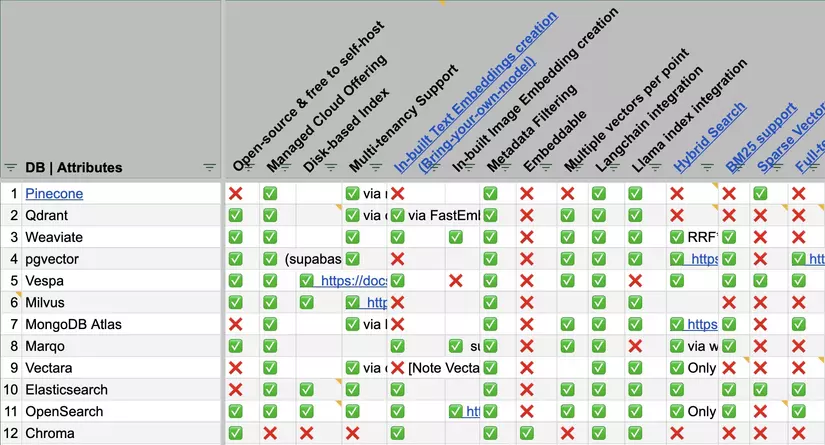 Open-source & free to self-host
Managed Cloud Offering
Disk-based Index
Multi-tenancy Support
In-built Text Embeddings creation
(Bring-your-own-model)
In-built Image Embedding creation
Metadata Filtering
Embeddable
Multiple vectors per point
Langchain integration
Llama index integration
Hybrid Search
BM25 support
Sparse Vector
Full-te
DB | Attributes
1 Pinecone via
2 Qdrant via via FastEml
3 Weaviate RRF
4 pgvector (supabas https
5 Vespa https://docs
6 Milvus http
7 MongoDB Atlas via https
8 Marqo via w
9 Vectara via [Note Vecta Only
10 Elasticsearch
11 OpenSearch Only
12 Chroma